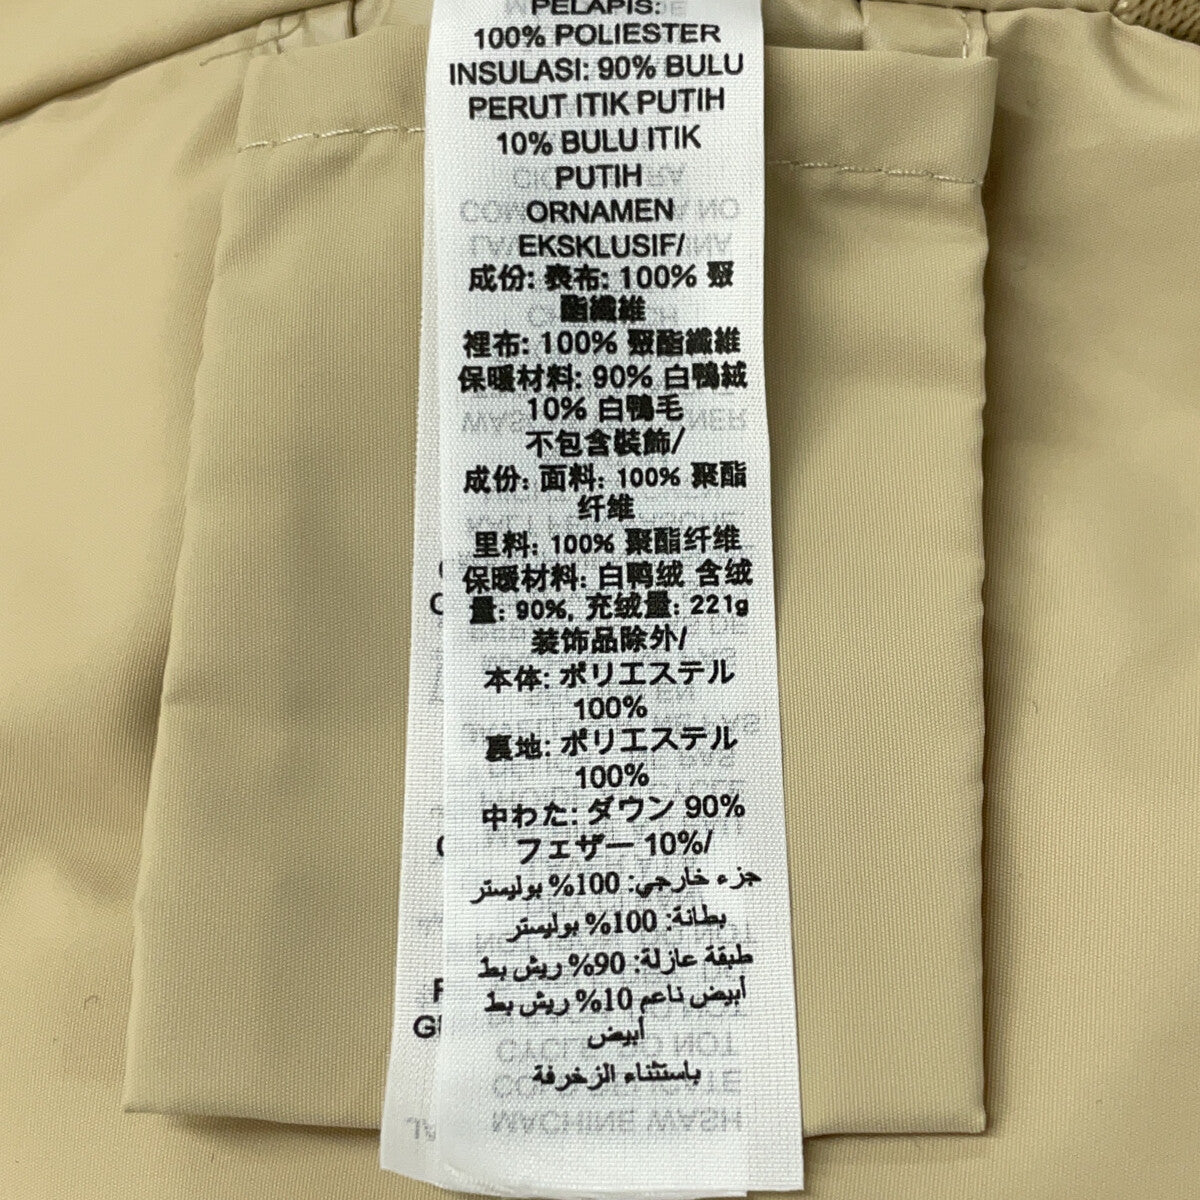 PELAPIS:
100% POLIESTER
INSULASI: 90% BULU
PERUT ITIK PUTIH
10% BULU ITIK
PUTIH
ORNAMEN
EKSKLUSIF/
成份: 表布: 100% 聚
酯纖維
裡布: 100% 聚酯纖維
保暖材料: 90% 白鴨絨
10% 白鴨毛
不包含裝飾/
成份: 面料: 100% 聚酯
纤维
里料: 100% 聚酯纤维
保暖材料: 白鸭绒 含绒
量: 90%, 充绒量: 221g
装饰品除外/
本体: ポリエステル
100%
裏地: ポリエステル
100%
中わた: ダウン 90%
フェザー 10%/
جزء خارجي: 100% بوليستر
بطانة: 100% بوليستر
طبقة عازلة: 90% ريش بط
أبيض ناعم 10% ريش بط
أبيض
باستثناء الزخرفة
MACHINE WASH